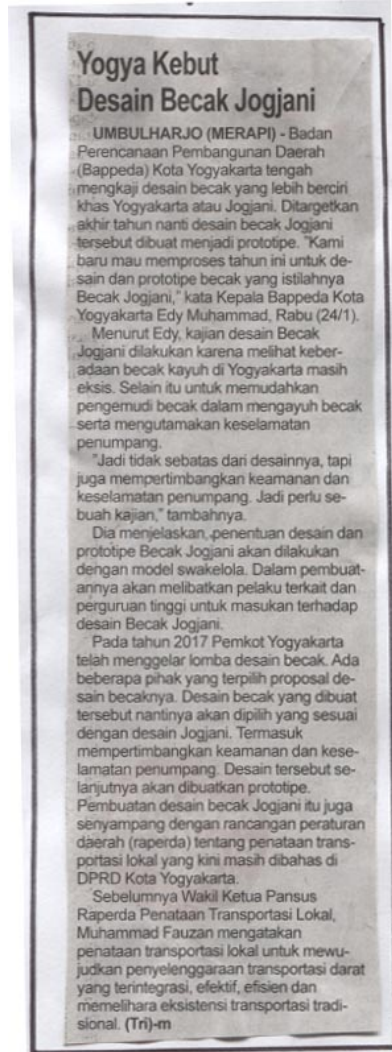 Yogya Kebut
Desain Becak Jogjani
UMBULHARJO (MERAPI) - Badan
Perencanaan Pembangunan Daerah
(Bappeda) Kota Yogyakarta tengah
mengkaji desain becak yang lebih berciri
khas Yogyakarta atau Jogjani. Ditargetkan
akhir tahun nanti desain becak Jogjani
tersebut dibuat menjadi prototipe. "Kami
baru mau memproses tahun ini untuk de-
sain dan prototipe becak yang istilahnya
Becak Jogjani," kata Kepala Bappeda Kota
Yogyakarta Edy Muhammad, Rabu (24/1).
Menurut Edy, kajian desain Becak
Jogjani dilakukan karena melihat keber-
adaan becak kayuh di Yogyakarta masih
eksis. Selain itu untuk memudahkan
pengemudi becak dalam mengayuh becak
serta mengutamakan keselamatan
penumpang.
"Jadi tidak sebatas dari desainnya, tapi
juga mempertimbangkan keamanan dan
keselamatan penumpang. Jadi perlu se-
buah kajian," tambahnya.
Dia menjelaskan, penentuan desain dan
prototipe Becak Jogjani akan dilakukan
dengan model swakelola. Dalam pembuat-
annya akan melibatkan pelaku terkait dan
perguruan tinggi untuk masukan terhadap
desain Becak Jogjani.
Pada tahun 2017 Pemkot Yogyakarta
telah menggelar lomba desain becak. Ada
beberapa pihak yang terpilih proposal de-
sain becaknya. Desain becak yang dibuat
tersebut nantinya akan dipilih yang sesuai
dengan desain Jogjani. Termasuk
mempertimbangkan keamanan dan kese-
lamatan penumpang. Desain tersebut se-
lanjutnya akan dibuatkan prototipe.
Pembuatan desain becak Jogjani itu juga
senyampang dengan rancangan peraturan
daerah (raperda) tentang penataan trans-
portasi lokal yang kini masih dibahas di
DPRD Kota Yogyakarta.
Sebelumnya Wakil Ketua Pansus
Raperda Penataan Transportasi Lokal,
Muhammad Fauzan mengatakan
penataan transportasi lokal untuk mewu-
judkan penyelenggaraan transportasi darat
yang terintegrasi, efektif, efisien dan
memelihara eksistensi transportasi tradi-
sional. (Tri)-m